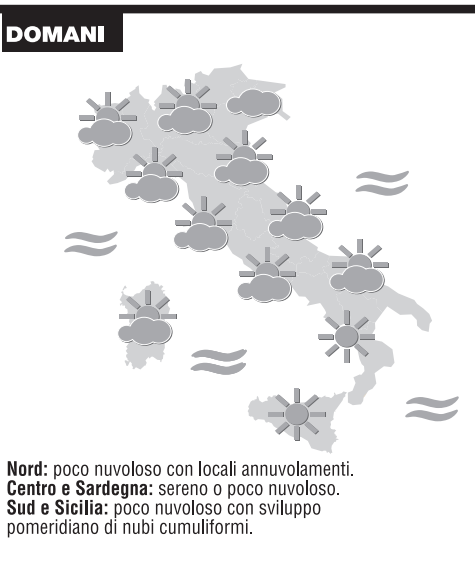 DOMANI
Nord: poco nuvoloso con locali annuvolamenti.
Centro e Sardegna: sereno o poco nuvoloso.
Sud e Sicilia: poco nuvoloso con sviluppo
pomeridiano di nubi cumuliformi.